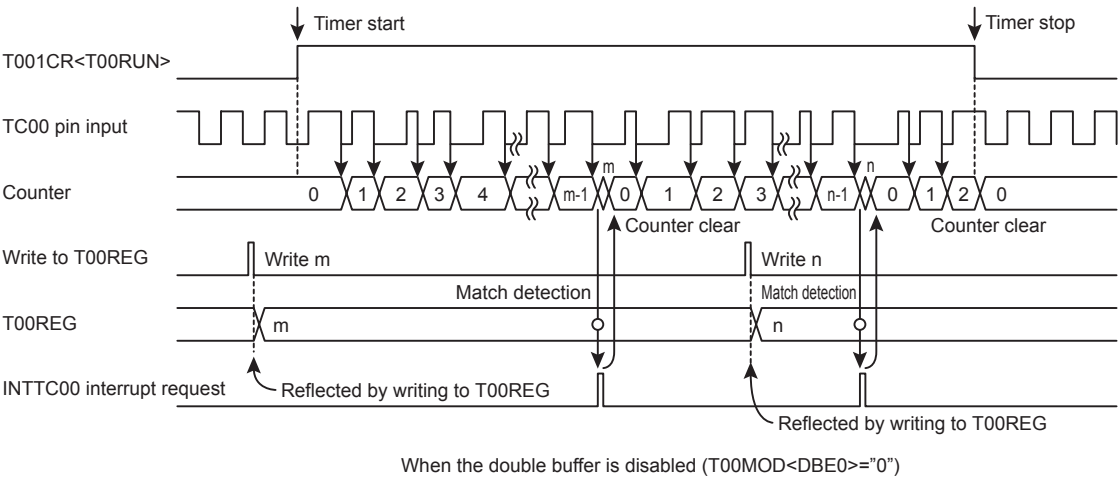 Timer start
Timer stop
T001CR<T00RUN>
TC00 pin input
m
n
Counter
0 1 2 3 4 m-1 0 1 2 3 n-1 0 1 2 0
Counter clear
Counter clear
Write to T00REG
Write m
Write n
Match detection
Match detection
T00REG
m
n
INTTC00 interrupt request
Reflected by writing to T00REG
Reflected by writing to T00REG
When the double buffer is disabled (T00MOD<DBE0>=”0”)